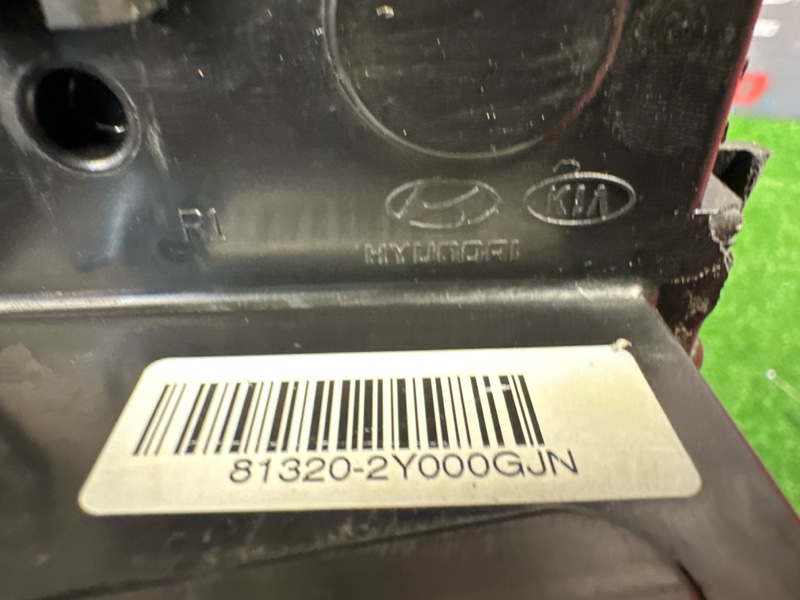 R1
KIA
HYUNDAI
81320-2Y000GJN